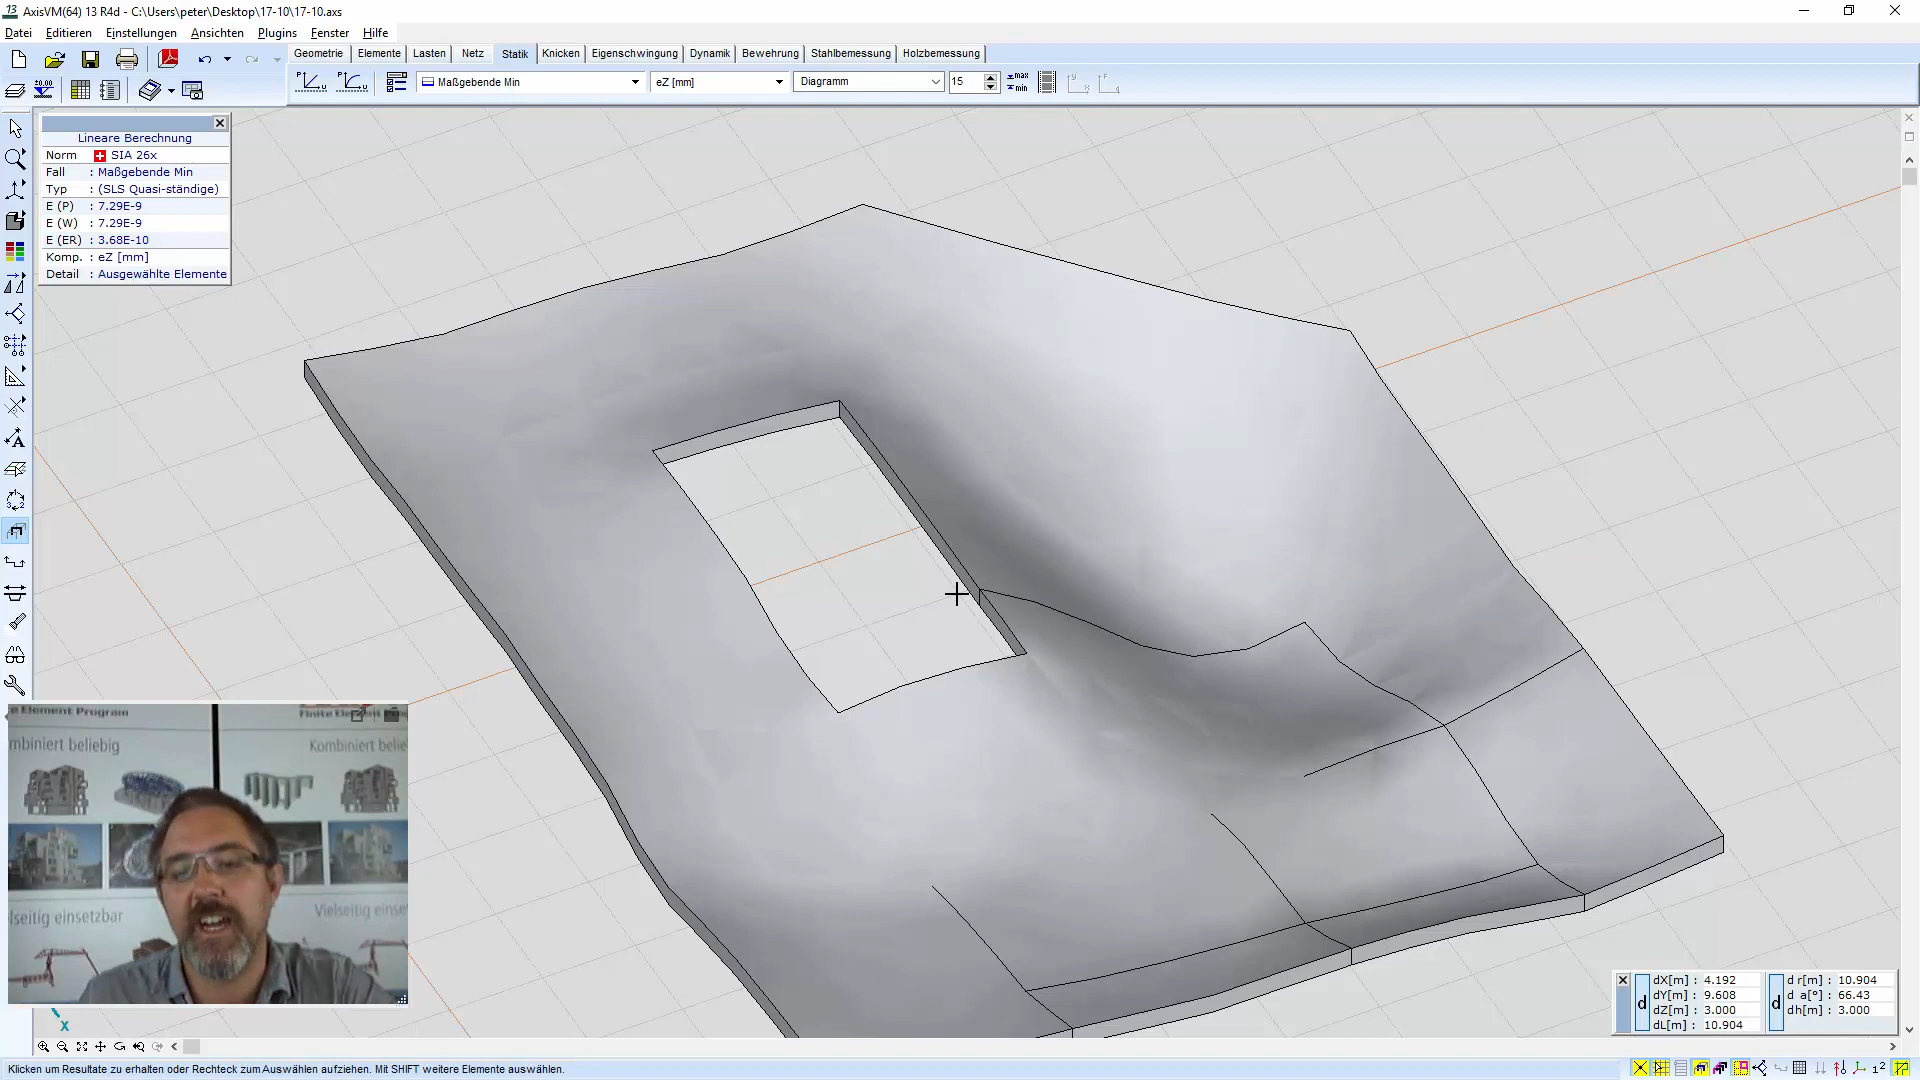 AxisVM(64) 13 R4d - C:\Users\peter\Desktop\17-10\17-10.axs
Datei Editieren Einstellungen Ansichten Plugins Fenster Hilfe
Geometrie Elemente Lasten Netz Statik Knicken Eigenschwingung Dynamik Bewehrung Stahlbemessung Holzbemessung
Maßgebende Min eZ [mm] Diagramm 15 max min
Lineare Berechnung
Norm SIA 26x
Fall : Maßgebende Min
Typ : (SLS Quasi-ständige)
E (P) : 7.29E-9
E (W) : 7.29E-9
E (ER) : 3.68E-10
Komp. : eZ [mm]
Detail : Ausgewählte Elemente
e Element Program
mbiniert beliebig
Kombiniert belie
elseitig einsetzbar
Vielseitig einse
X
dX[m] : 4.192
dY[m] : 9.608
dZ[m] : 3.000
dL[m] : 10.904
d r[m] : 10.904
d a[°] : 66.43
dh[m] : 3.000
d d
Klicken um Resultate zu erhalten oder Rechteck zum Auswählen aufziehen. Mit SHIFT weitere Elemente auswählen.